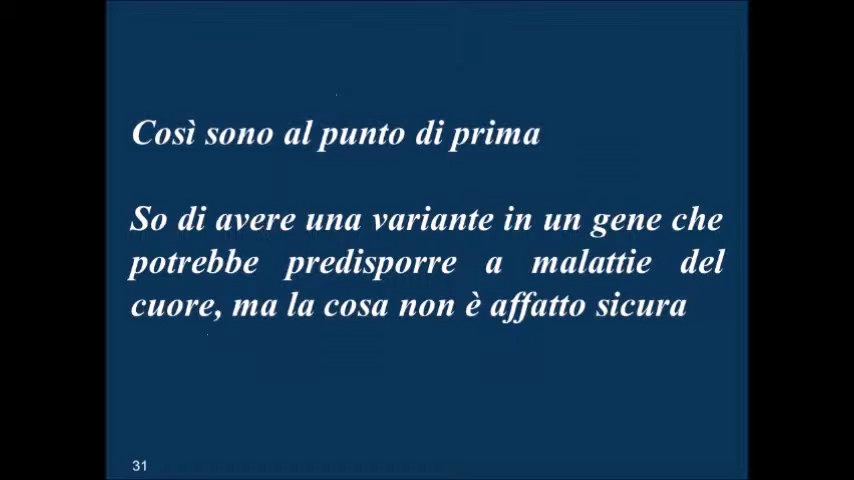 Così sono al punto di prima
So di avere una variante in un gene che
potrebbe predisporre a malattie del
cuore, ma la cosa non è affatto sicura
31